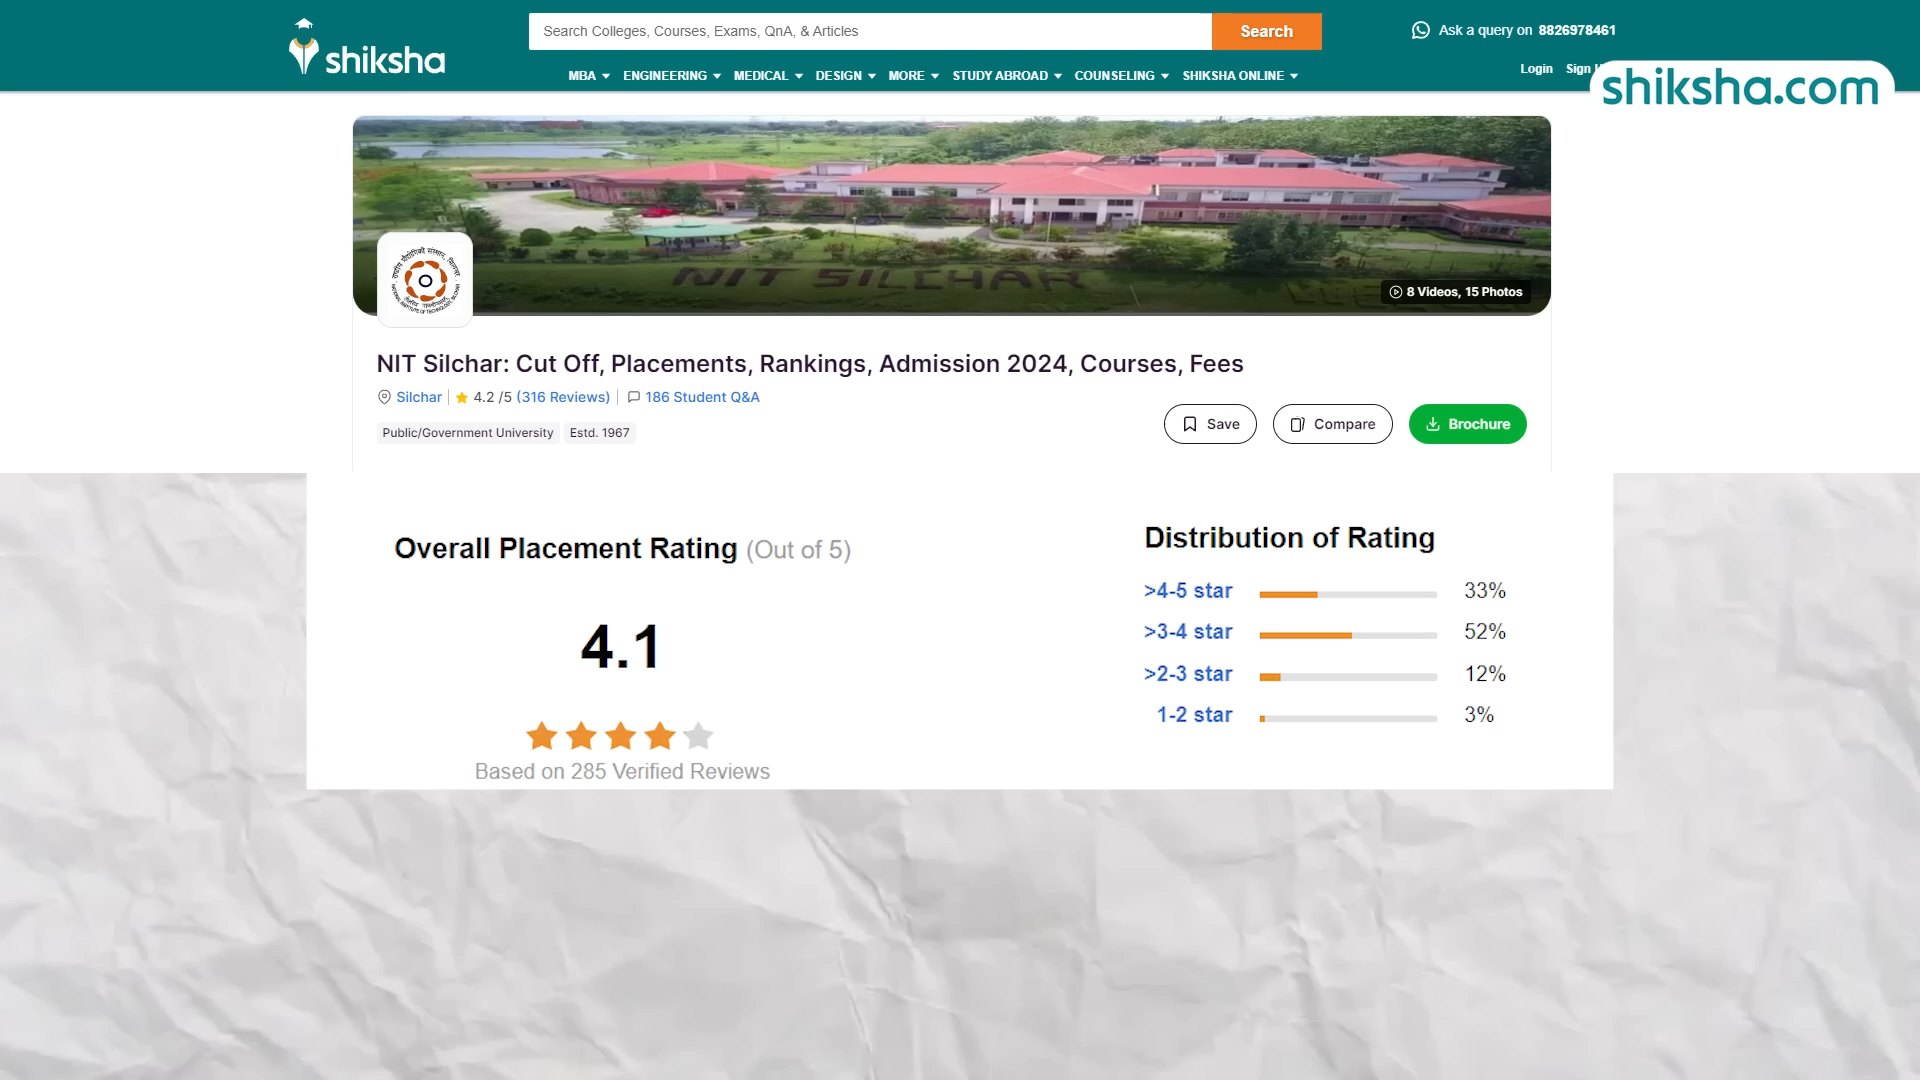 shiksha
Search Colleges, Courses, Exams, QnA, & Articles
Search
Ask a query on 8826978461
MBA ENGINEERING MEDICAL DESIGN MORE STUDY ABROAD COUNSELING SHIKSHA ONLINE
Login Sign
shiksha.com
NIT SILCHAR
8 Videos, 15 Photos
NIT Silchar: Cut Off, Placements, Rankings, Admission 2024, Courses, Fees
Silchar 4.2 /5 (316 Reviews) 186 Student Q&A
Public/Government University Estd. 1967
Save Compare Brochure
Overall Placement Rating (Out of 5)
4.1
Based on 285 Verified Reviews
Distribution of Rating
>4-5 star 33%
>3-4 star 52%
>2-3 star 12%
1-2 star 3%